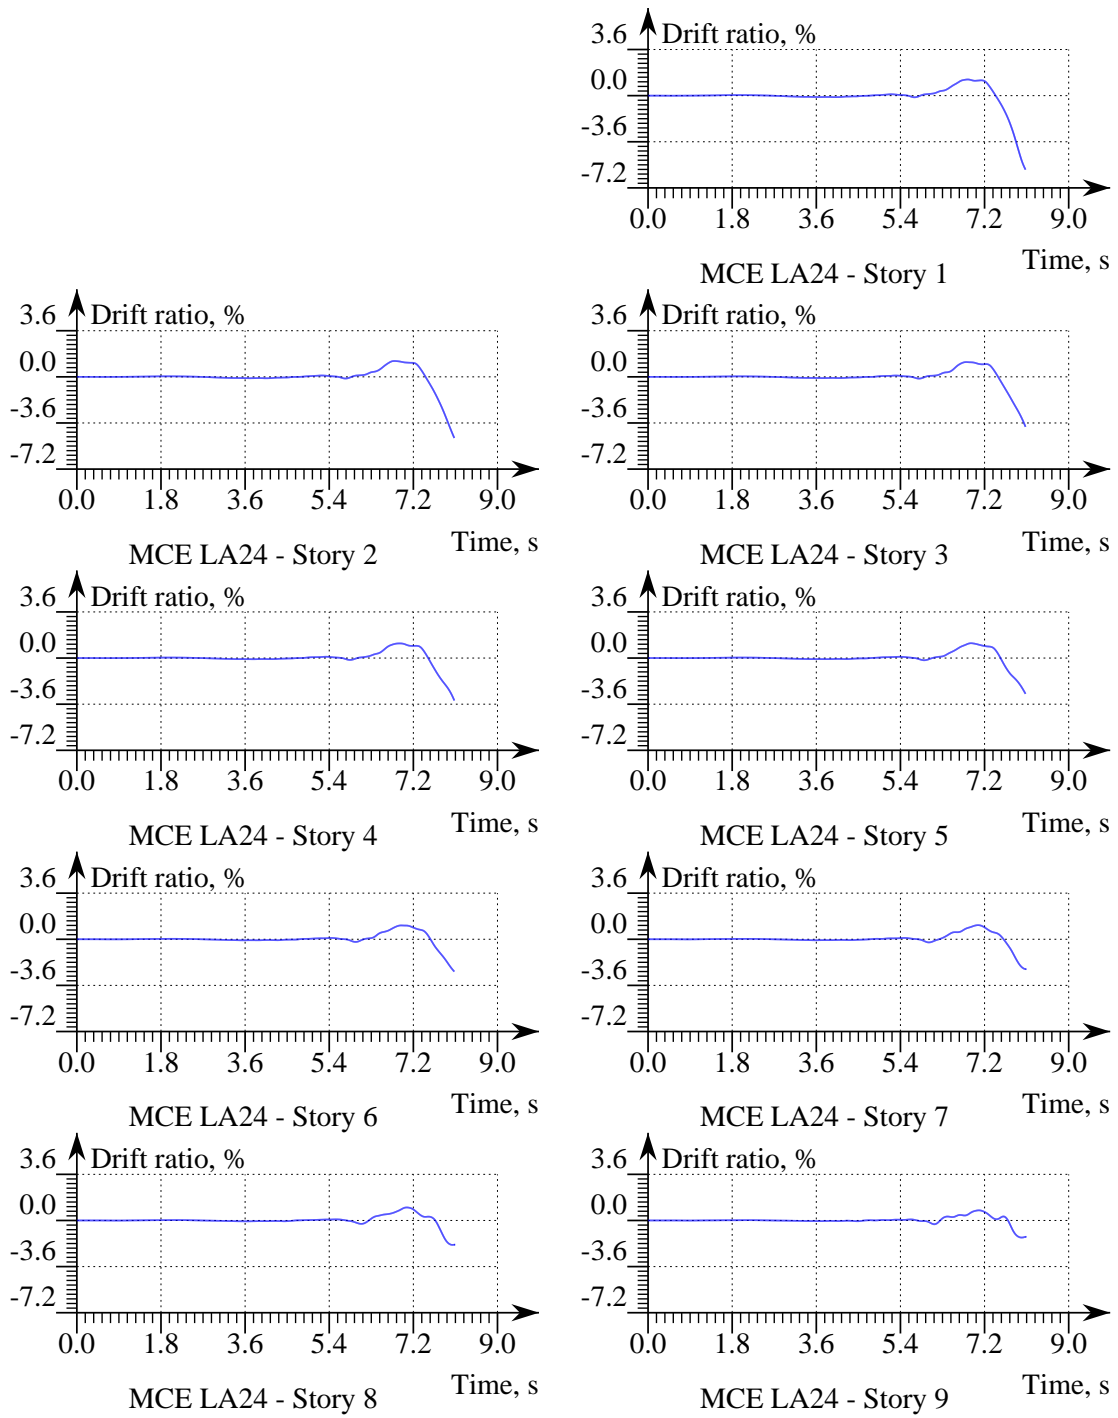 Drift ratio, %
3.6
0.0
-3.6
-7.2
0.0 1.8 3.6 5.4 7.2 9.0
Time, s
MCE LA24 - Story 1
Drift ratio, %
3.6
0.0
-3.6
-7.2
0.0 1.8 3.6 5.4 7.2 9.0
Time, s
MCE LA24 - Story 2
Drift ratio, %
3.6
0.0
-3.6
-7.2
0.0 1.8 3.6 5.4 7.2 9.0
Time, s
MCE LA24 - Story 3
Drift ratio, %
3.6
0.0
-3.6
-7.2
0.0 1.8 3.6 5.4 7.2 9.0
Time, s
MCE LA24 - Story 4
Drift ratio, %
3.6
0.0
-3.6
-7.2
0.0 1.8 3.6 5.4 7.2 9.0
Time, s
MCE LA24 - Story 5
Drift ratio, %
3.6
0.0
-3.6
-7.2
0.0 1.8 3.6 5.4 7.2 9.0
Time, s
MCE LA24 - Story 6
Drift ratio, %
3.6
0.0
-3.6
-7.2
0.0 1.8 3.6 5.4 7.2 9.0
Time, s
MCE LA24 - Story 7
Drift ratio, %
3.6
0.0
-3.6
-7.2
0.0 1.8 3.6 5.4 7.2 9.0
Time, s
MCE LA24 - Story 8
Drift ratio, %
3.6
0.0
-3.6
-7.2
0.0 1.8 3.6 5.4 7.2 9.0
Time, s
MCE LA24 - Story 9